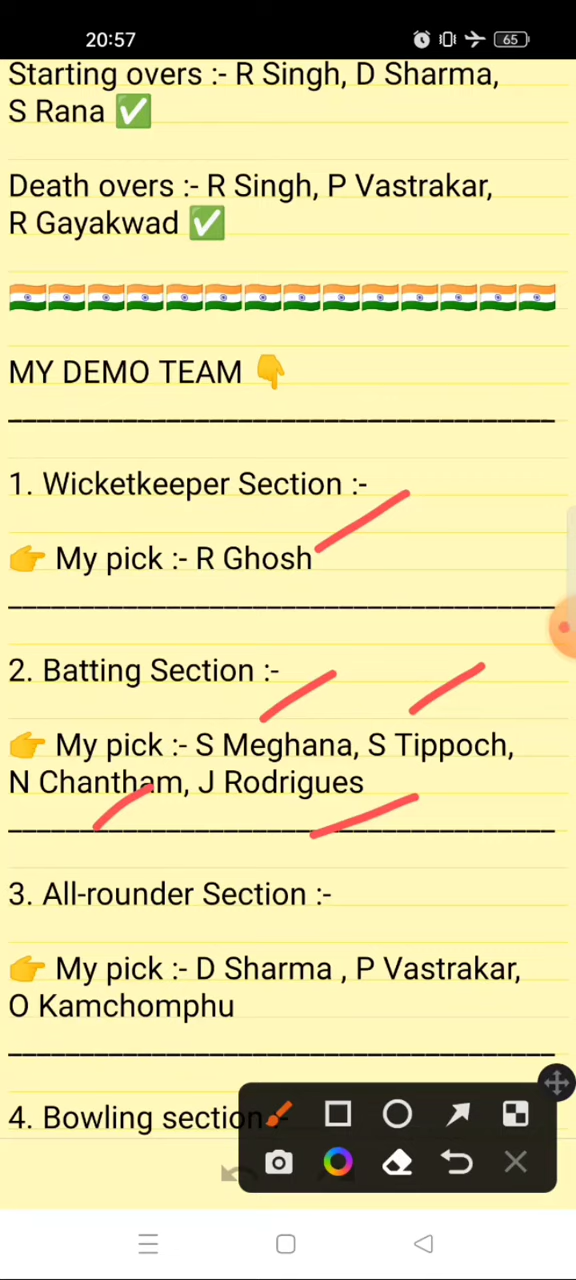 20:57
65
Starting overs :- R Singh, D Sharma,
S Rana ✅
Death overs :- R Singh, P Vastrakar,
R Gayakwad ✅
MY DEMO TEAM 👇
1. Wicketkeeper Section :-
👉 My pick :- R Ghosh
2. Batting Section :-
👉 My pick :- S Meghana, S Tippoch,
N Chantham, J Rodrigues
3. All-rounder Section :-
👉 My pick :- D Sharma , P Vastrakar,
O Kamchomphu
4. Bowling section